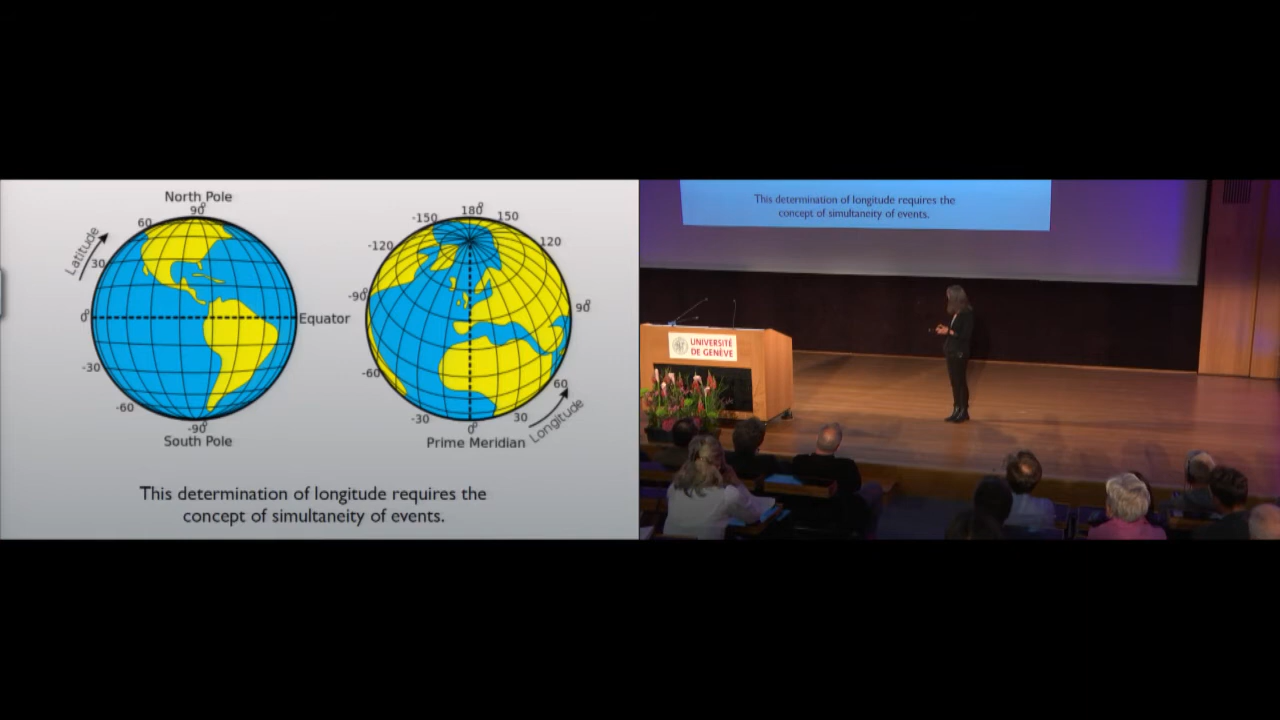 North Pole
90°
60
Latitude
30
0°
Equator
-30
-60
-90°
South Pole
180°
-150
150
-120
120
-90°
90°
-60
60
-30
30
0°
Longitude
Prime Meridian
This determination of longitude requires the
concept of simultaneity of events.
This determination of longitude requires the
concept of simultaneity of events.
UNIVERSITÉ
DE GENÈVE